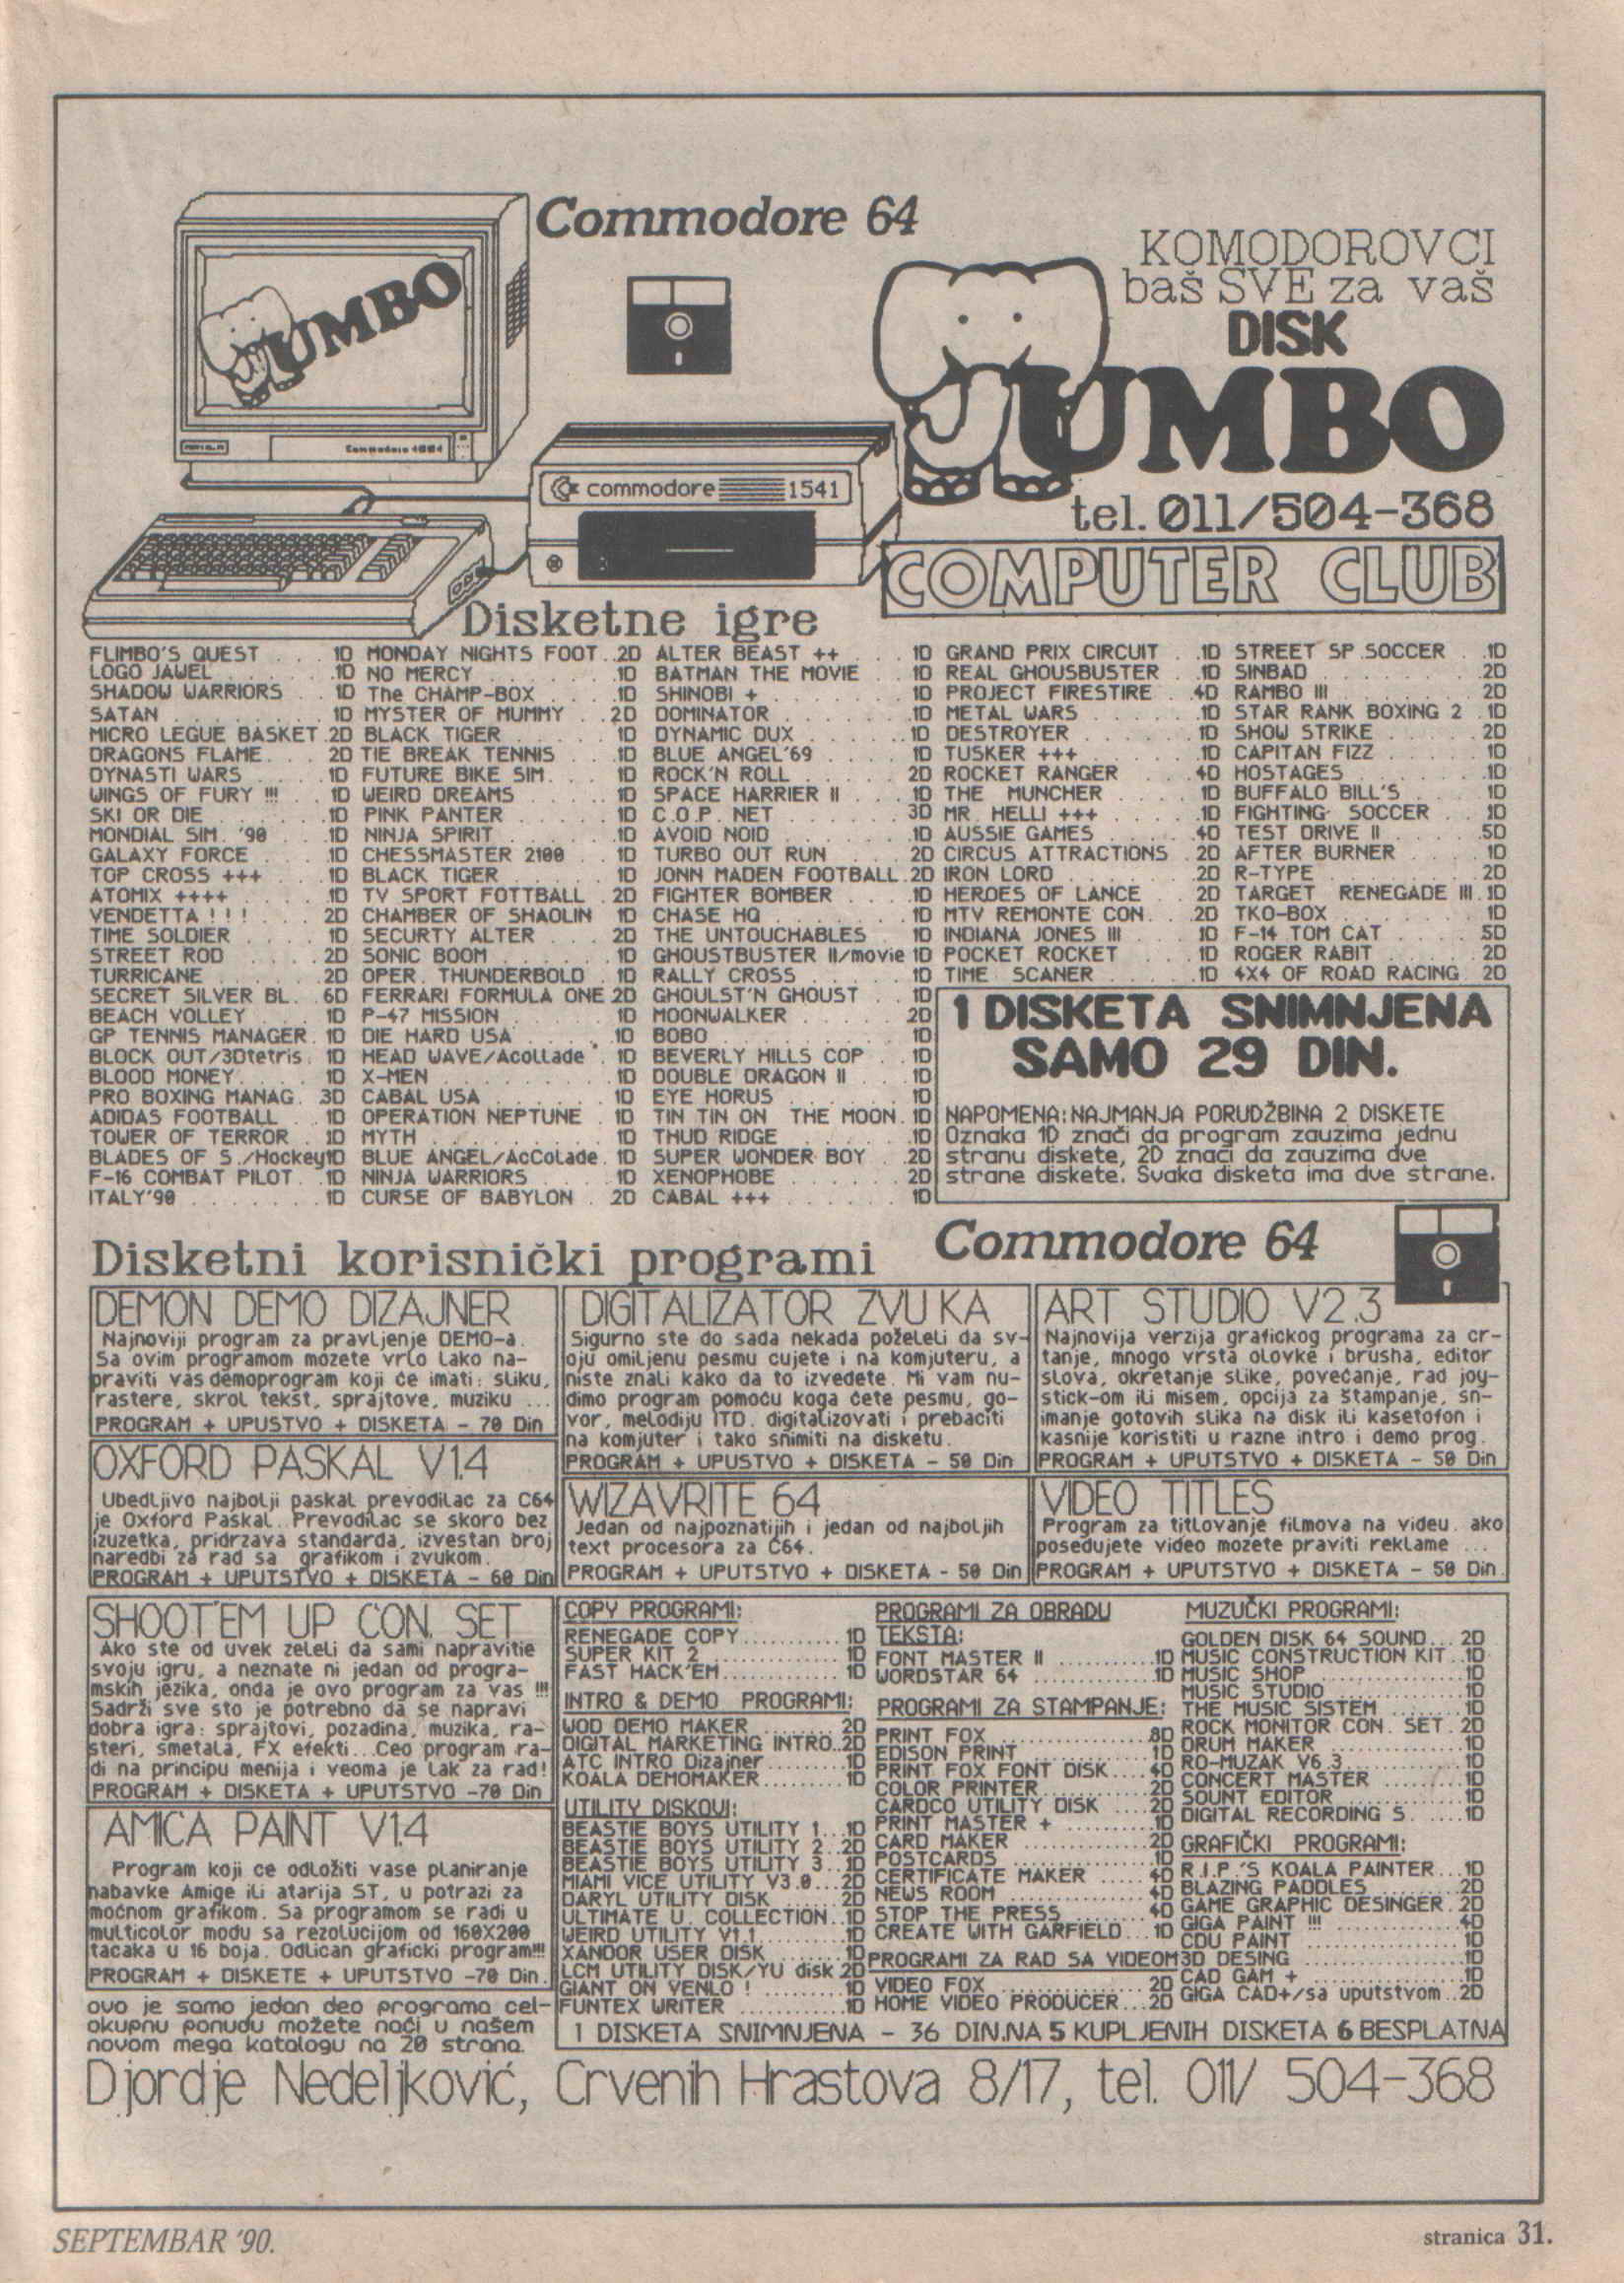 Commodore 64
KOMODOROVCI
baš SVE za vaš
DISK
JUMBO
JUMBO
commodore 1541
tel. 011/504-368
COMPUTER CLUB
Disketne igre
FLIMBO'S QUEST . . . 1D
LOGO JAWEL . . . 1D
SHADOW WARRIORS . . 1D
SATAN . . . 1D
MICRO LEGUE BASKET . 2D
DRAGONS FLAME. . . 2D
DYNASTI WARS . . . 1D
WINGS OF FURY !!! . . 1D
SKI OR DIE . . . 1D
MONDIAL SIM. '90 . . 1D
GALAXY FORCE . . . 1D
TOP CROSS +++ . . . 1D
ATOMIX ++++ . . . 1D
VENDETTA ! ! ! . . . 2D
TIME SOLDIER . . . 1D
STREET ROD . . . 2D
TURRICANE . . . 2D
SECRET SILVER BL. . 6D
BEACH VOLLEY . . . 1D
GP TENNIS MANAGER. 1D
BLOCK OUT/3Dtetris. 1D
BLOOD MONEY. . . 1D
PRO BOXING MANAG. 3D
ADIDAS FOOTBALL . . 1D
TOWER OF TERROR . 1D
BLADES OF S./Hockey1D
F-16 COMBAT PILOT. . 1D
ITALY'90 . . . 1D
MONDAY NIGHTS FOOT. . 2D
NO MERCY . . . 1D
The CHAMP-BOX . . . 1D
MYSTER OF MUMMY . . 2D
BLACK TIGER . . . 1D
TIE BREAK TENNIS . . . 1D
FUTURE BIKE SIM. . . 1D
WEIRD DREAMS . . . 1D
PINK PANTER . . . 1D
NINJA SPIRIT . . . 1D
CHESSMASTER 2100 . . 1D
BLACK TIGER . . . 1D
TV SPORT FOTTBALL . 2D
CHAMBER OF SHAOLIN 1D
SECURTY ALTER . . . 2D
SONIC BOOM . . . 1D
OPER. THUNDERBOLD . 1D
FERRARI FORMULA ONE 2D
P-47 MISSION . . . 1D
DIE HARD USA . . . 1D
HEAD WAVE/Acollade . 1D
X-MEN . . . 1D
CABAL USA . . . 1D
OPERATION NEPTUNE . 1D
MYTH . . . 1D
BLUE ANGEL/AcCoLade. 1D
NINJA WARRIORS . . . 1D
CURSE OF BABYLON . 2D
ALTER BEAST ++ . . . 1D
BATMAN THE MOVIE . . 1D
SHINOBI + . . . 1D
DOMINATOR . . . 1D
DYNAMIC DUX . . . 1D
BLUE ANGEL'69 . . . 1D
ROCK'N ROLL . . . 2D
SPACE HARRIER II . . . 1D
C.O.P. NET . . . 3D
AVOID NOID . . . 1D
TURBO OUT RUN . . . 2D
JONN MADEN FOOTBALL. 2D
FIGHTER BOMBER . . . 1D
CHASE HQ . . . 1D
THE UNTOUCHABLES . 1D
GHOUSTBUSTER II/movie 1D
RALLY CROSS . . . 1D
GHOULST'N GHOUST . . 1D
MOONWALKER . . . 2D
BOBO . . . 1D
BEVERLY HILLS COP . . 1D
DOUBLE DRAGON II . . 1D
EYE HORUS . . . 1D
TIN TIN ON THE MOON. 1D
THUD RIDGE . . . 1D
SUPER WONDER BOY . 2D
XENOPHOBE . . . 2D
CABAL +++ . . . 1D
GRAND PRIX CIRCUIT . . 1D
REAL GHOUSBUSTER . . 1D
PROJECT FIRESTIRE . 4D
METAL WARS . . . 1D
DESTROYER . . . 1D
TUSKER +++ . . . 1D
ROCKET RANGER . . . 4D
THE MUNCHER . . . 1D
MR. HELLI +++ . . . 1D
AUSSIE GAMES . . . 4D
CIRCUS ATTRACTIONS . 2D
IRON LORD . . . 2D
HEROES OF LANCE . . 2D
MTV REMONTE CON. . . 2D
INDIANA JONES III . . . 1D
POCKET ROCKET . . . 1D
TIME SCANER . . . 1D
STREET SP .SOCCER . . 1D
SINBAD . . . 2D
RAMBO III . . . 2D
STAR RANK BOXING 2 . 1D
SHOW STRIKE . . . 2D
CAPITAN FIZZ . . . 1D
HOSTAGES . . . 1D
BUFFALO BILL'S . . . 1D
FIGHTING SOCCER . . 1D
TEST DRIVE II . . . 5D
AFTER BURNER . . . 1D
R-TYPE . . . 2D
TARGET RENEGADE III. 1D
TKO-BOX . . . 1D
F-14 TOM CAT . . . 5D
ROGER RABIT . . . 2D
4X4 OF ROAD RACING. 2D
1 DISKETA SNIMNJENA
SAMO 29 DIN.
NAPOMENA: NAJMANJA PORUDŽBINA 2 DISKETE
Oznaka 1D znači da program zauzima jednu
stranu diskete, 2D znači da zauzima dve
strane diskete. Svaka disketa ima dve strane.
Disketni korisnički programi
Commodore 64
DEMON DEMO DIZAJNER
Najnoviji program za pravljenje DEMO-a.
Sa ovim programom mozete vrlo lako na-
praviti vas demoprogram koji će imati: sliku,
rastere, skrol tekst, sprajtove, muziku ...
PROGRAM + UPUSTVO + DISKETA - 70 Din
OXFORD PASKAL V1.4
Ubedljivo najbolji paskal prevodilac za C64
je Oxford Paskal. Prevodilac se skoro bez
izuzetka, pridrzava standarda, izvestan broj
naredbi za rad sa grafikom i zvukom.
PROGRAM + UPUTSTVO + DISKETA - 60 Din
DIGITALIZATOR ZVUKA
Sigurno ste do sada nekada poželeli da sv-
oju omiljenu pesmu cujete i na komjuteru, a
niste znali kako da to izvedete. Mi vam nu-
dimo program pomoću koga ćete pesmu, go-
vor, melodiju ITD. digitalizovati i prebaciti
na komjuter i tako snimiti na disketu.
PROGRAM + UPUSTVO + DISKETA - 50 Din
WIZAVRITE 64
Jedan od najpoznatijih i jedan od najboljih
text procesora za C64.
PROGRAM + UPUTSTVO + DISKETA - 50 Din
ART STUDIO V2.3
Najnovija verzija grafickog programa za cr-
tanje, mnogo vrsta olovke i brusha, editor
slova, okretanje slike, povećanje, rad joy-
stick-om ili misem, opcija za štampanje, sn-
imanje gotovih slika na disk ili kasetofon i
kasnije koristiti u razne intro i demo prog.
PROGRAM + UPUTSTVO + DISKETA - 50 Din
VIDEO TITLES
Program za titlovanje filmova na videu. ako
posedujete video mozete praviti reklame ...
PROGRAM + UPUTSTVO + DISKETA - 50 Din.
SHOOT'EM UP CON. SET
Ako ste od uvek zeleli da sami napravitie
svoju igru, a neznate ni jedan od progra-
mskih jezika, onda je ovo program za vas !!!
Sadrži sve sto je potrebno da se napravi
dobra igra: sprajtovi, pozadina, muzika, ra-
steri, smetala, FX efekti...Ceo program ra-
di na principu menija i veoma je lak za rad!
PROGRAM + DISKETA + UPUTSTVO -70 Din
AMICA PAINT V1.4
Program koji ce odložiti vase planiranje
nabavke Amige ili atarija ST, u potrazi za
moćnom grafikom. Sa programom se radi u
multicolor modu sa rezolucijom od 160X200
tacaka u 16 boja. Odlican graficki program!!!
PROGRAM + DISKETE + UPUTSTVO -70 Din.
ovo je samo jedan deo programa cel-
okupnu ponudu možete naći u našem
novom mega katalogu na 20 strana.
COPY PROGRAMI:
RENEGADE COPY........... 1D
SUPER KIT 2 ............ 1D
FAST HACK'EM............ 1D
INTRO & DEMO PROGRAMI:
WOD DEMO MAKER ........ 2D
DIGITAL MARKETING INTRO..2D
ATC INTRO Dizajner.........1D
KOALA DEMOMAKER......... 1D
UTILITY DISKOVI:
BEASTIE BOYS UTILITY 1...1D
BEASTIE BOYS UTILITY 2..2D
BEASTIE BOYS UTILITY 3..1D
MIAMI VICE UTILITY V3.0...2D
DARYL UTILITY DISK........2D
ULTIMATE U. COLLECTION..1D
WEIRD UTILITY V1.1.........1D
XANDOR USER DISK .......1D
LCM UTILITY DISK/YU disk 2D
GIANT ON VENLO ! .........1D
FUNTEX WRITER ...........1D
PROGRAMI ZA OBRADU
TEKSTA:
FONT MASTER II ...........1D
WORDSTAR 64 .............1D
PROGRAMI ZA STAMPANJE:
PRINT FOX .................8D
EDISON PRINT..............1D
PRINT FOX FONT DISK....4D
COLOR PRINTER ...........2D
CARDCO UTILITY DISK ....2D
PRINT MASTER + ..........1D
CARD MAKER ..............2D
POSTCARDS ................1D
CERTIFICATE MAKER .....4D
NEWS ROOM ...............4D
STOP THE PRESS..........4D
CREATE WITH GARFIELD...1D
PROGRAMI ZA RAD SA VIDEOM
VIDEO FOX .................2D
HOME VIDEO PRODUCER...2D
MUZUČKI PROGRAMI:
GOLDEN DISK 64 SOUND... 2D
MUSIC CONSTRUCTION KIT..1D
MUSIC SHOP ................1D
MUSIC STUDIO ..............1D
THE MUSIC SISTEM .........1D
ROCK MONITOR CON. SET. 2D
DRUM MAKER ..............1D
RO-MUZAK V6.3............1D
CONCERT MASTER .........1D
SOUNT EDITOR .............1D
DIGITAL RECORDING S. ....1D
GRAFIČKI PROGRAMI:
R.I.P.'S KOALA PAINTER...1D
BLAZING PADDLES..........2D
GAME GRAPHIC DESINGER. 2D
GIGA PAINT !!! ..............4D
CDU PAINT .................1D
3D DESING .................1D
CAD GAM + ................1D
GIGA CAD+/sa uputstvom..2D
1 DISKETA SNIMNJENA - 36 DIN.NA 5 KUPLJENIH DISKETA 6 BESPLATNA
Djordje Nedeljković, Crvenih Hrastova 8/17, tel. 011/ 504-368
SEPTEMBAR '90.
stranica 31.